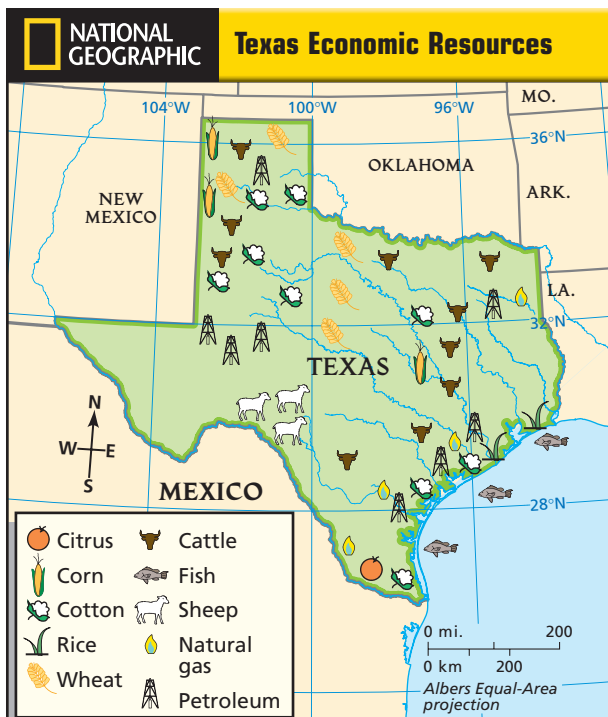 NATIONAL
GEOGRAPHIC
Texas Economic Resources
104°W
100°W
96°W
MO.
36°N
OKLAHOMA
ARK.
NEW
MEXICO
LA.
32°N
TEXAS
N
W
E
S
MEXICO
28°N
Citrus
Corn
Cotton
Rice
Wheat
Cattle
Fish
Sheep
Natural
gas
Petroleum
0 mi. 200
0 km 200
Albers Equal-Area
projection